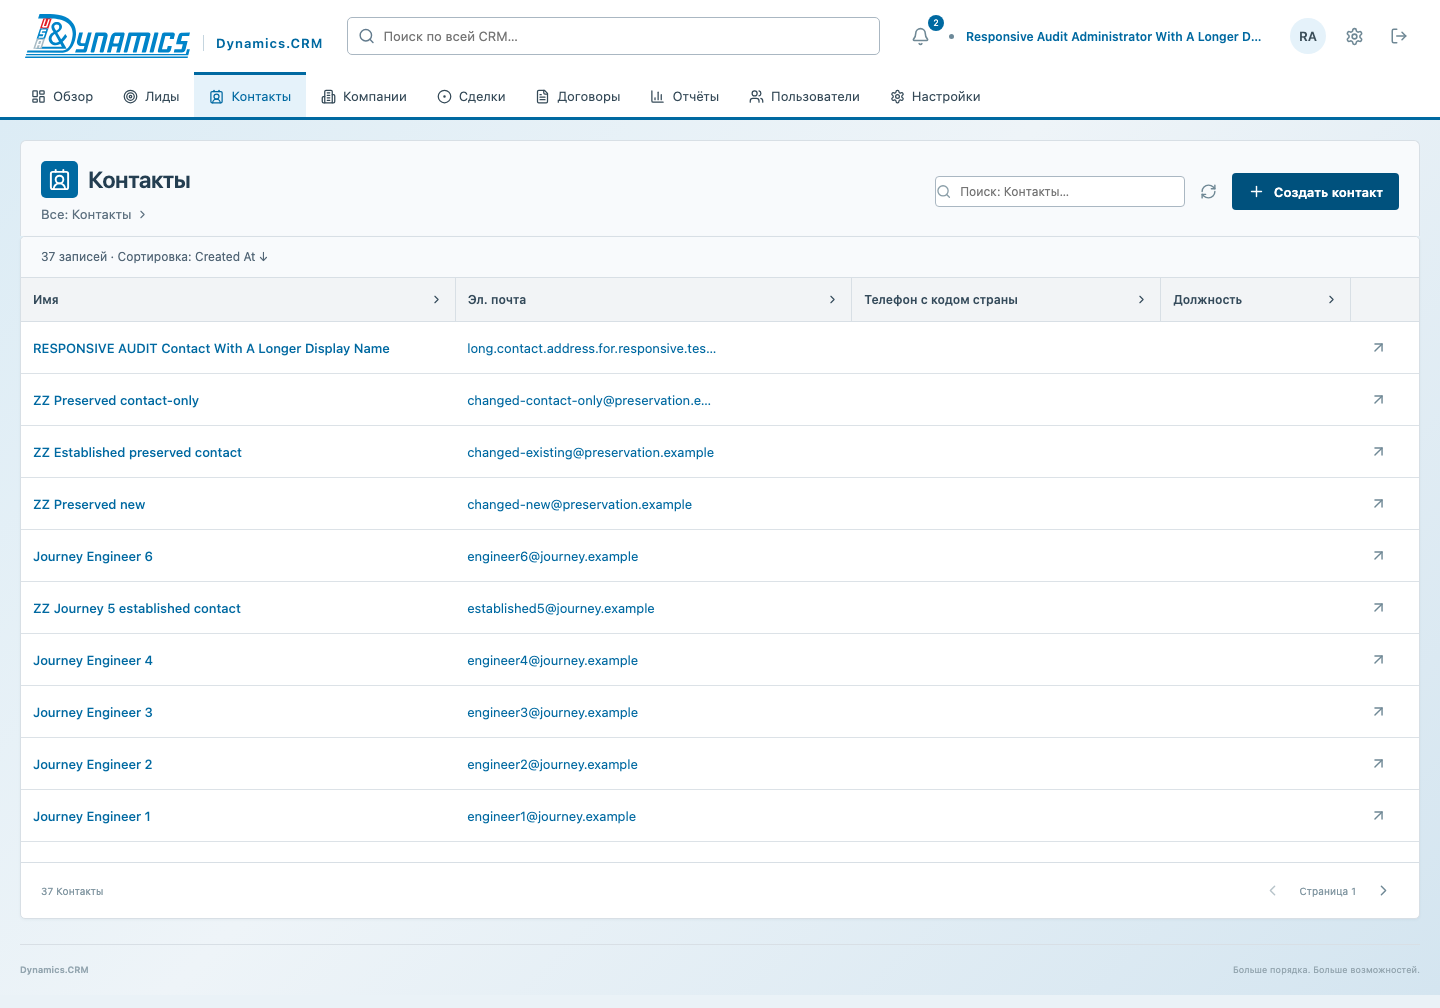 D&Dynamics
Dynamics.CRM
Поиск по всей CRM...
2
Responsive Audit Administrator With A Longer D...
RA
Обзор
Лиды
Контакты
Компании
Сделки
Договоры
Отчёты
Пользователи
Настройки
Контакты
Все: Контакты
Поиск: Контакты...
Создать контакт
37 записей · Сортировка: Created At ↓
Имя
Эл. почта
Телефон с кодом страны
Должность
RESPONSIVE AUDIT Contact With A Longer Display Name
long.contact.address.for.responsive.tes...
ZZ Preserved contact-only
changed-contact-only@preservation.e...
ZZ Established preserved contact
changed-existing@preservation.example
ZZ Preserved new
changed-new@preservation.example
Journey Engineer 6
engineer6@journey.example
ZZ Journey 5 established contact
established5@journey.example
Journey Engineer 4
engineer4@journey.example
Journey Engineer 3
engineer3@journey.example
Journey Engineer 2
engineer2@journey.example
Journey Engineer 1
engineer1@journey.example
37 Контакты
Страница 1
Dynamics.CRM
Больше порядка. Больше возможностей.